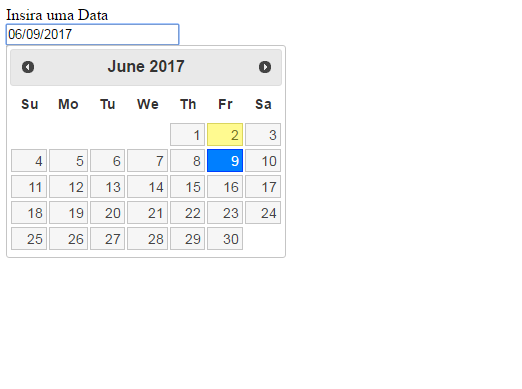 Insira uma Data
06/09/2017
June 2017
Su Mo Tu We Th Fr Sa
1 2 3
4 5 6 7 8 9 10
11 12 13 14 15 16 17
18 19 20 21 22 23 24
25 26 27 28 29 30